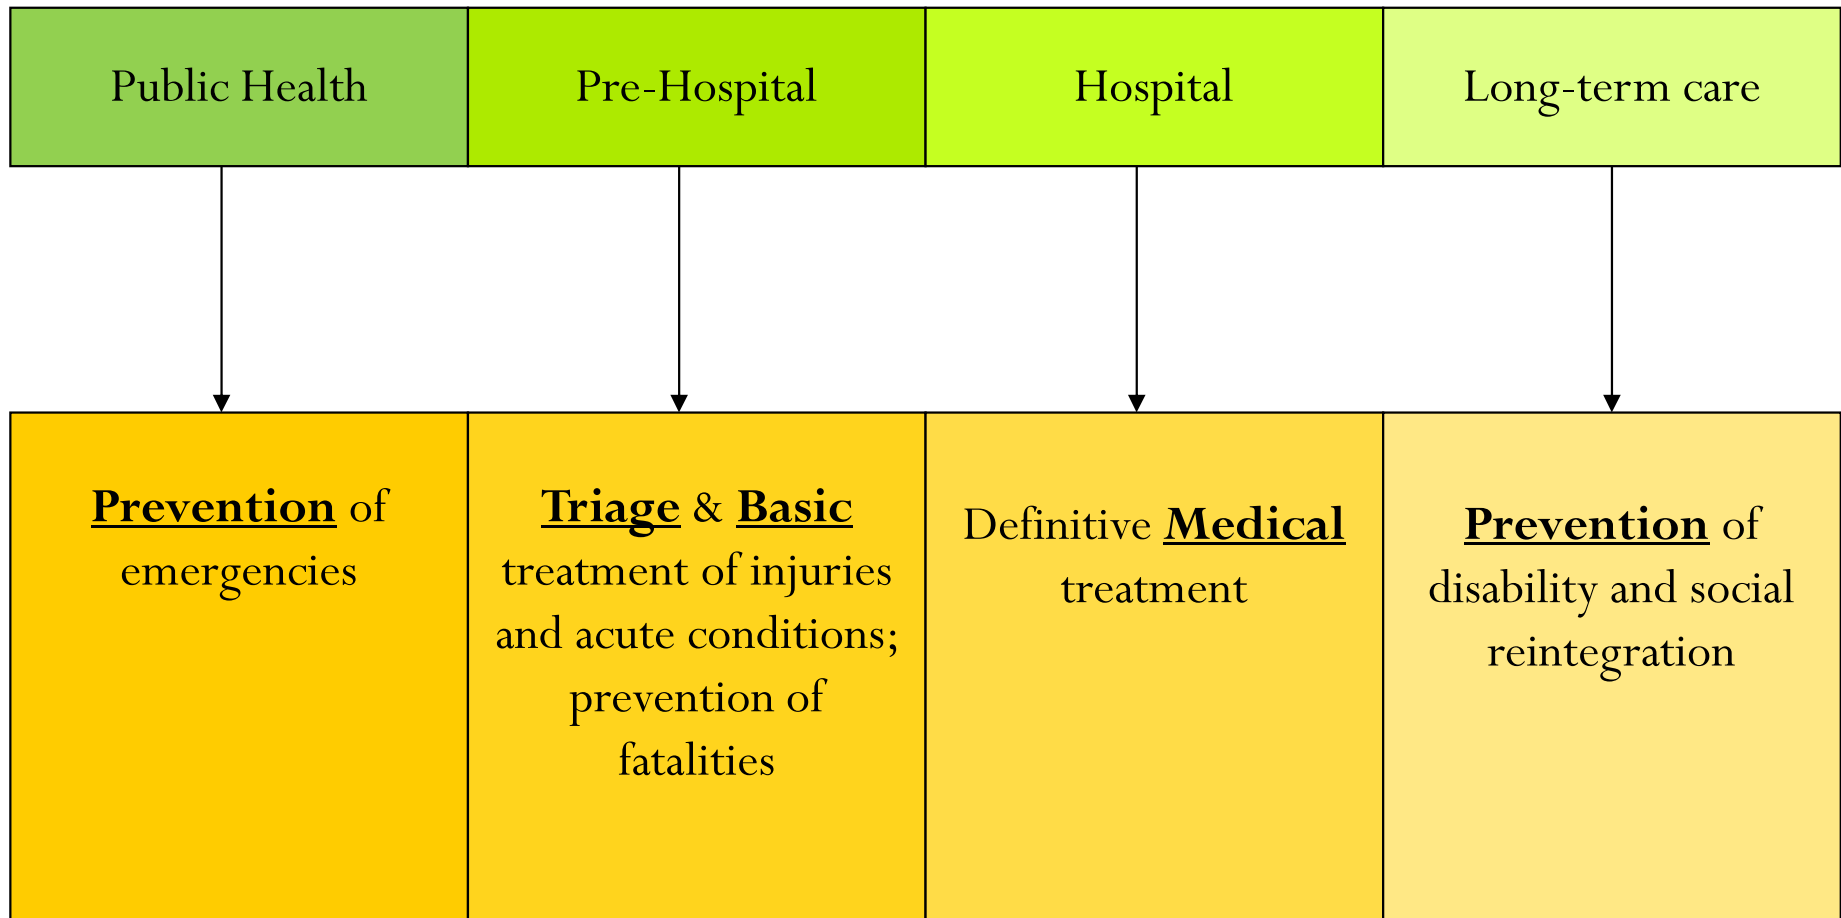 Public Health
Pre-Hospital
Hospital
Long-term care
Prevention of
emergencies
Triage & Basic
treatment of injuries
and acute conditions;
prevention of
fatalities
Definitive Medical
treatment
Prevention of
disability and social
reintegration